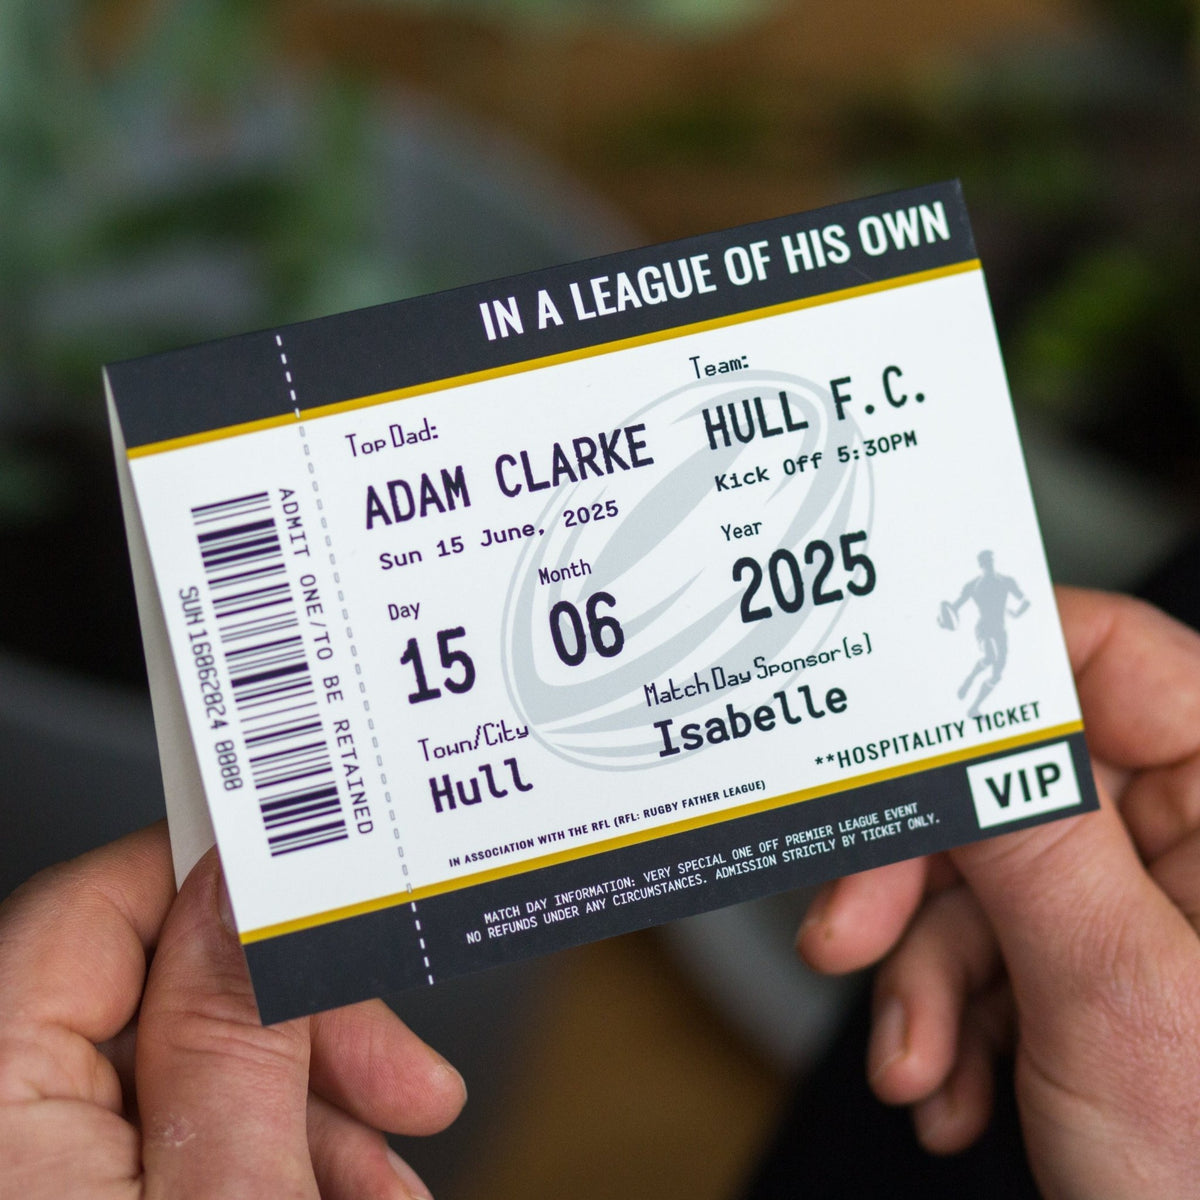 IN A LEAGUE OF HIS OWN
ADMIT ONE/TO BE RETAINED
SUH16062024 0000
Top Dad:
ADAM CLARKE
Sun 15 June, 2025
Team:
HULL F.C.
Kick Off 5:30PM
Day
15
Month
06
Year
2025
Town/City
Hull
Match Day Sponsor(s)
Isabelle
**HOSPITALITY TICKET
IN ASSOCIATION WITH THE RFL (RFL: RUGBY FATHER LEAGUE)
MATCH DAY INFORMATION: VERY SPECIAL ONE OFF PREMIER LEAGUE EVENT
NO REFUNDS UNDER ANY CIRCUMSTANCES. ADMISSION STRICTLY BY TICKET ONLY.
VIP